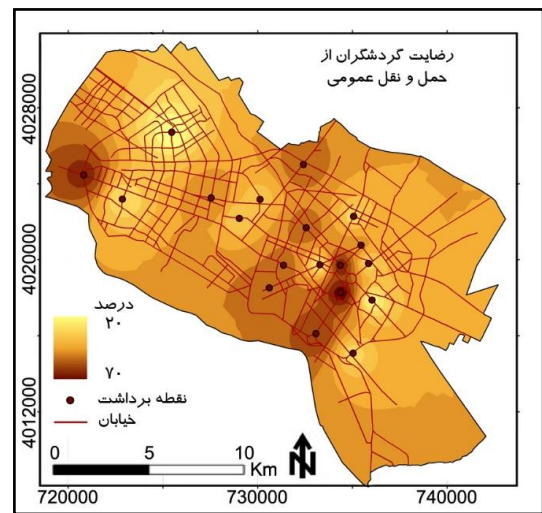 رضایت گردشگران از
حمل و نقل عمومی
4028000
4020000
4012000
درصد
۲۰
۷۰
نقطه برداشت
خیابان
0 5 10
Km
N
720000 730000 740000